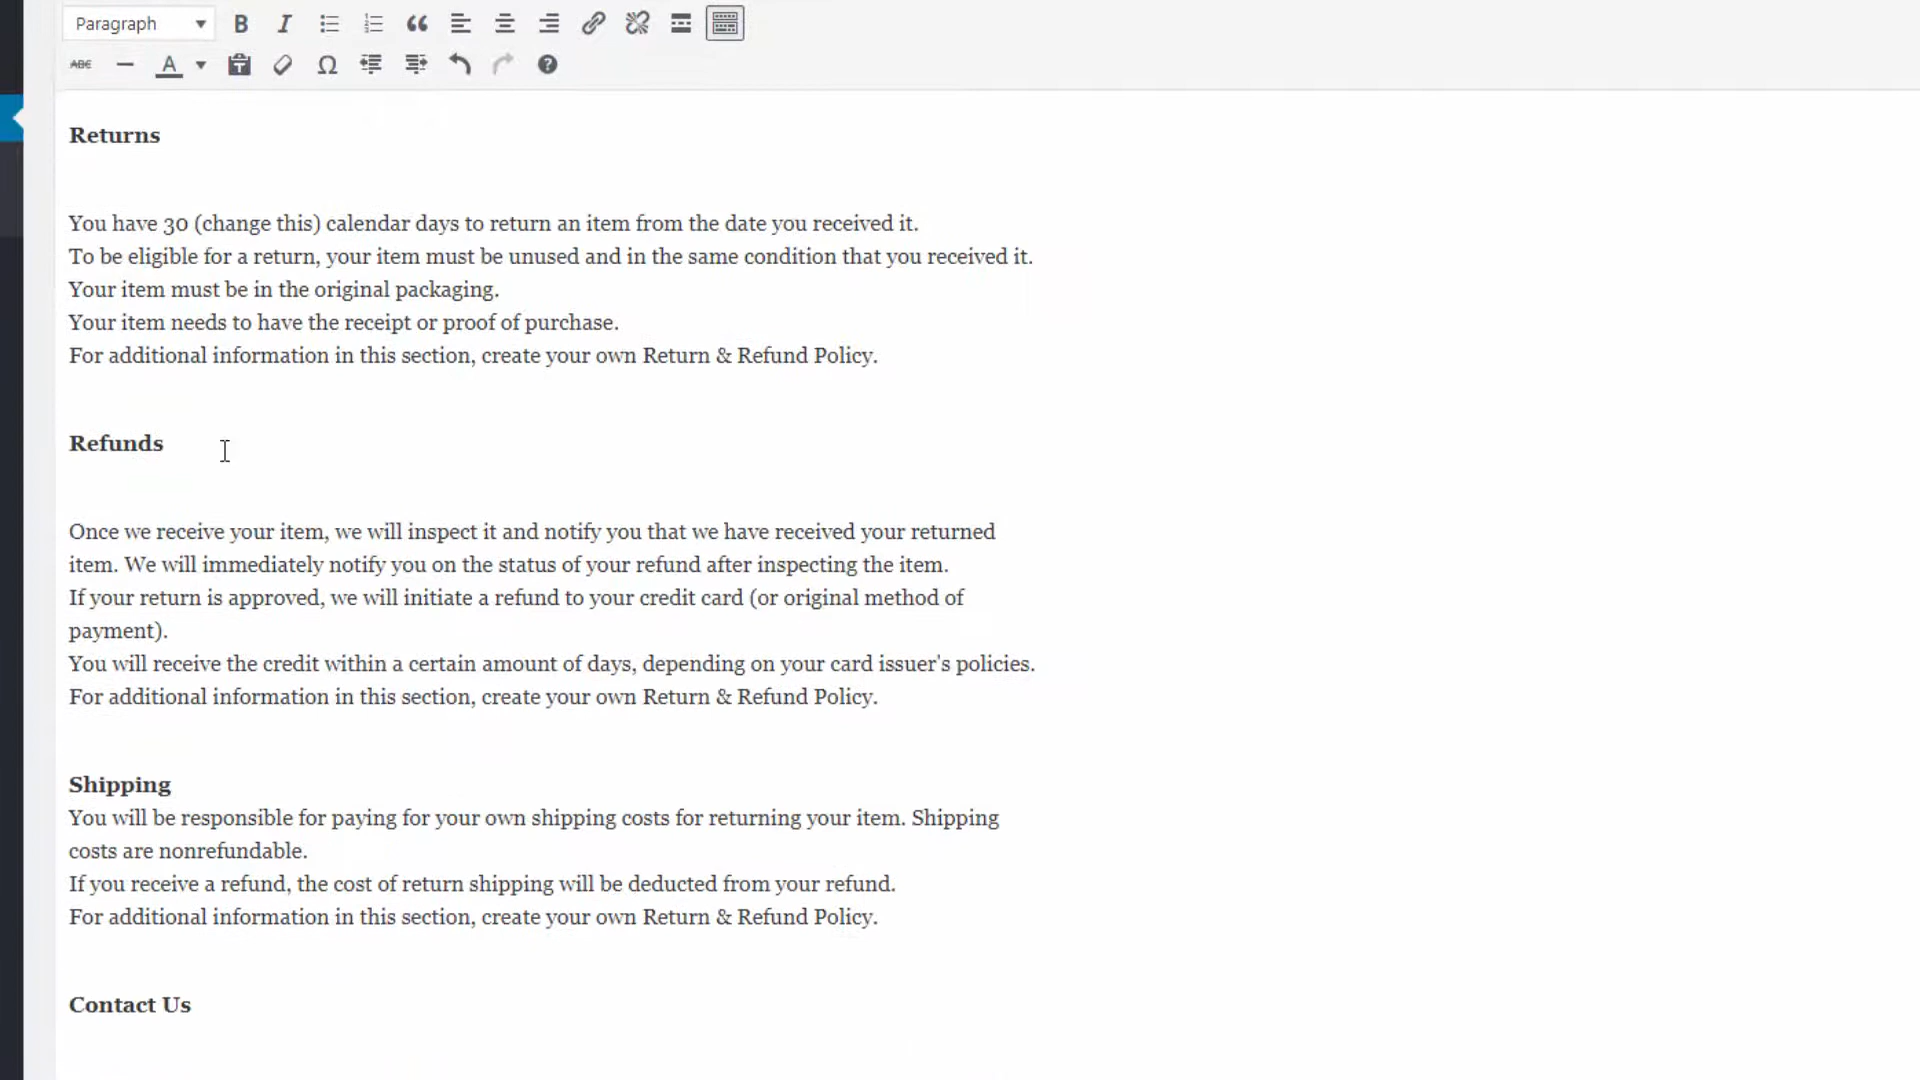 Paragraph
B I
ABC A Ω
Returns
You have 30 (change this) calendar days to return an item from the date you received it.
To be eligible for a return, your item must be unused and in the same condition that you received it.
Your item must be in the original packaging.
Your item needs to have the receipt or proof of purchase.
For additional information in this section, create your own Return & Refund Policy.
Refunds
Once we receive your item, we will inspect it and notify you that we have received your returned
item. We will immediately notify you on the status of your refund after inspecting the item.
If your return is approved, we will initiate a refund to your credit card (or original method of
payment).
You will receive the credit within a certain amount of days, depending on your card issuer's policies.
For additional information in this section, create your own Return & Refund Policy.
Shipping
You will be responsible for paying for your own shipping costs for returning your item. Shipping
costs are nonrefundable.
If you receive a refund, the cost of return shipping will be deducted from your refund.
For additional information in this section, create your own Return & Refund Policy.
Contact Us